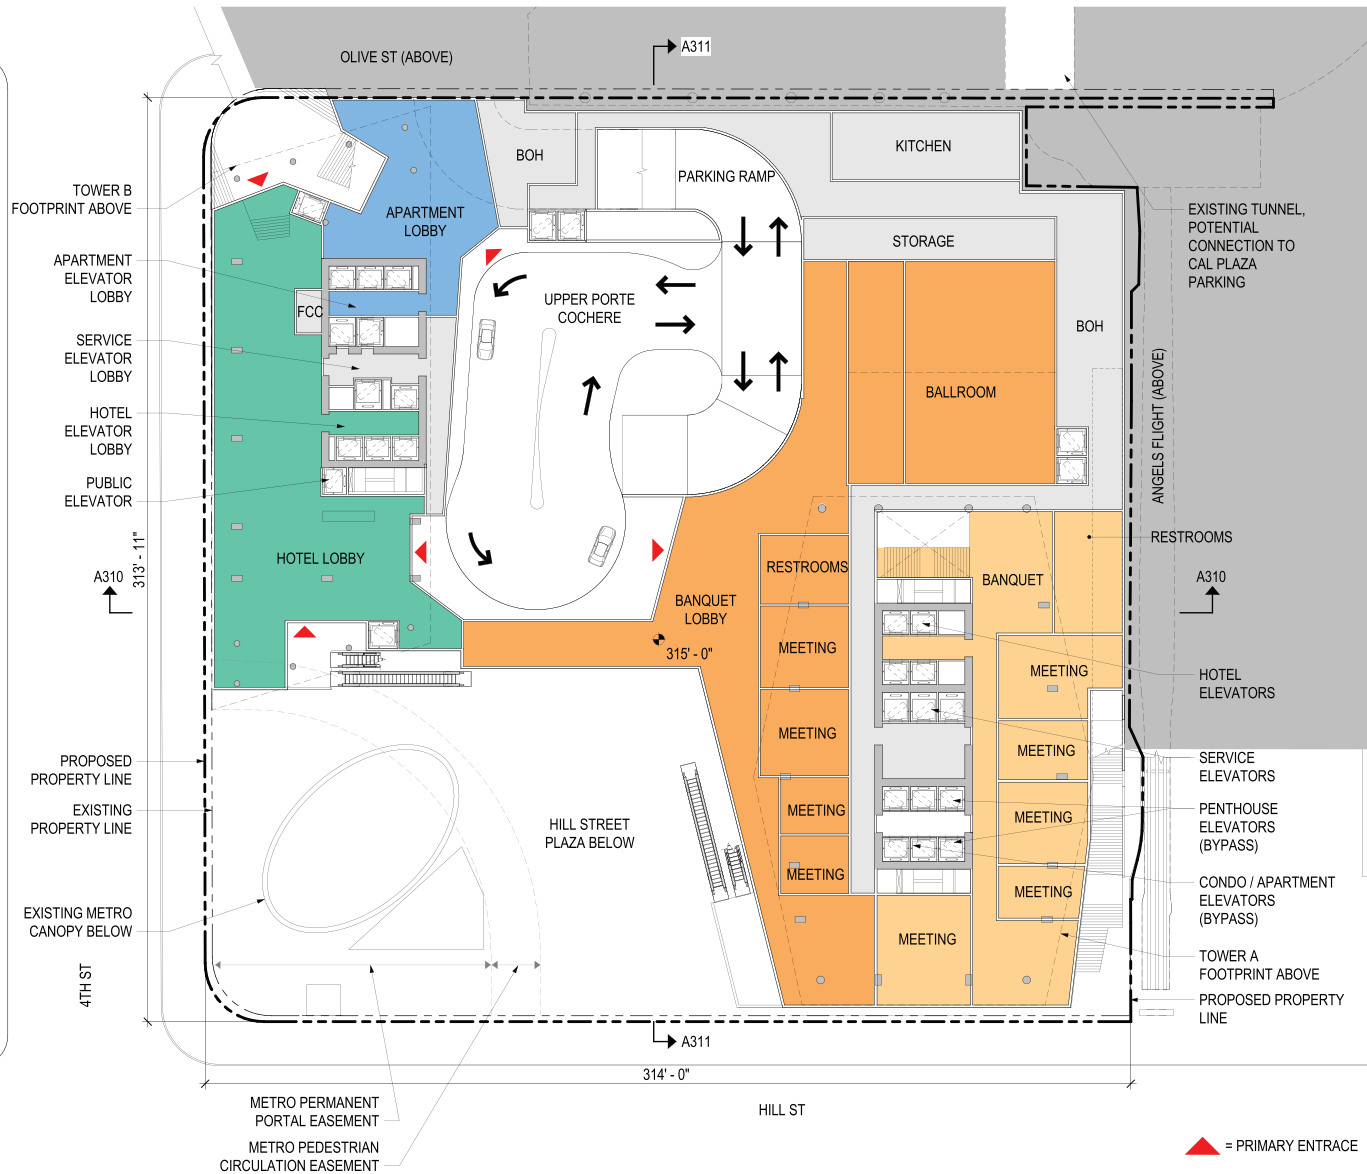 OLIVE ST (ABOVE)
A311
TOWER B
FOOTPRINT ABOVE
APARTMENT
ELEVATOR
LOBBY
SERVICE
ELEVATOR
LOBBY
HOTEL
ELEVATOR
LOBBY
PUBLIC
ELEVATOR
313' - 11"
A310
PROPOSED
PROPERTY LINE
EXISTING
PROPERTY LINE
EXISTING METRO
CANOPY BELOW
4TH ST
BOH
APARTMENT
LOBBY
FCC
HOTEL LOBBY
PARKING RAMP
UPPER PORTE
COCHERE
KITCHEN
STORAGE
BOH
BALLROOM
RESTROOMS
BANQUET
LOBBY
315' - 0"
MEETING
MEETING
MEETING
MEETING
BANQUET
MEETING
MEETING
MEETING
MEETING
MEETING
HILL STREET
PLAZA BELOW
EXISTING TUNNEL,
POTENTIAL
CONNECTION TO
CAL PLAZA
PARKING
ANGELS FLIGHT (ABOVE)
RESTROOMS
A310
HOTEL
ELEVATORS
SERVICE
ELEVATORS
PENTHOUSE
ELEVATORS
(BYPASS)
CONDO / APARTMENT
ELEVATORS
(BYPASS)
TOWER A
FOOTPRINT ABOVE
PROPOSED PROPERTY
LINE
A311
314' - 0"
METRO PERMANENT
PORTAL EASEMENT
METRO PEDESTRIAN
CIRCULATION EASEMENT
HILL ST
= PRIMARY ENTRACE